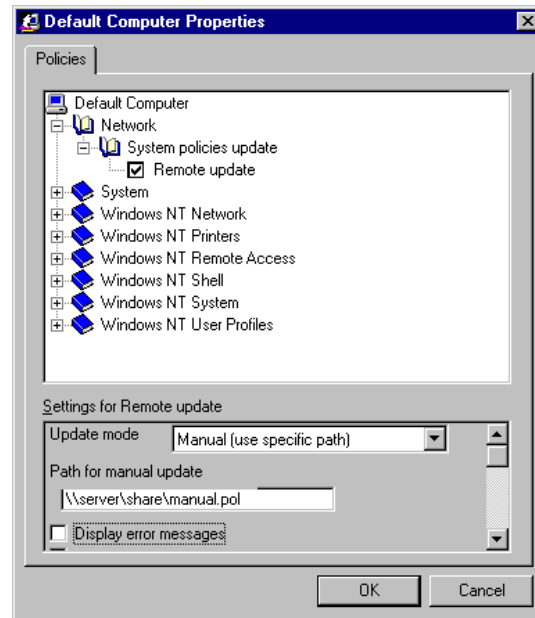 Default Computer Properties
Policies
Default Computer
Network
System policies update
Remote update
System
Windows NT Network
Windows NT Printers
Windows NT Remote Access
Windows NT Shell
Windows NT System
Windows NT User Profiles
Settings for Remote update
Update mode Manual (use specific path)
Path for manual update
\\server\share\manual.pol
Display error messages
OK Cancel